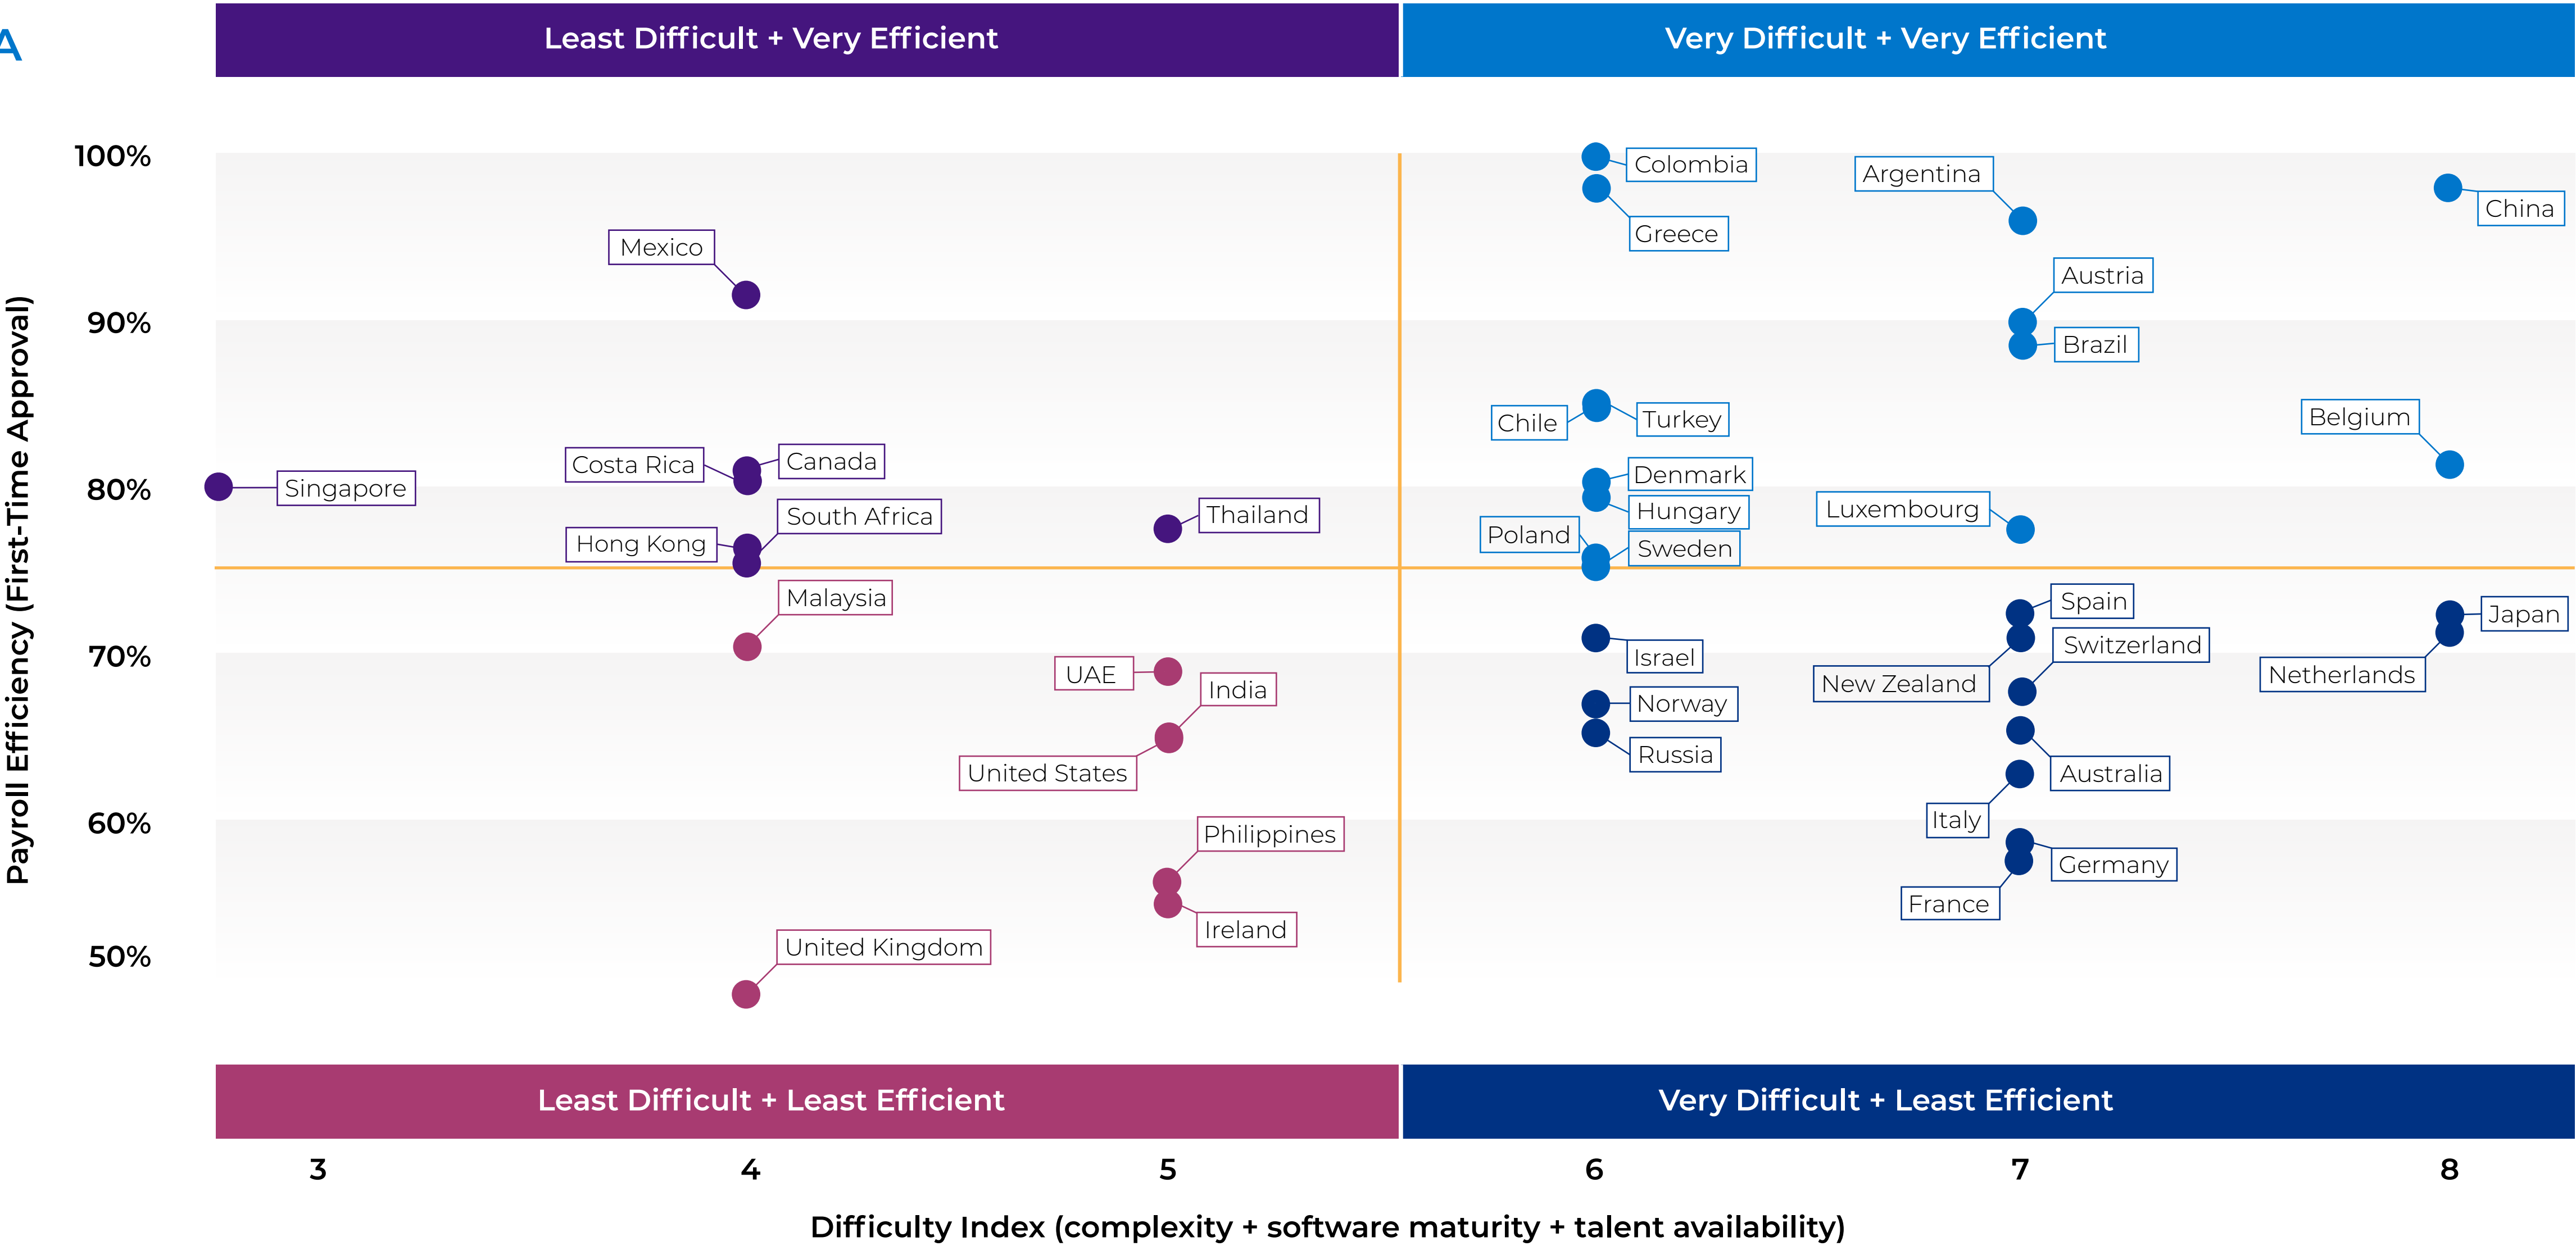 A
Least Difficult + Very Efficient
Very Difficult + Very Efficient
Payroll Efficiency (First-Time Approval)
100%
90%
80%
70%
60%
50%
Colombia
Argentina
China
Greece
Mexico
Austria
Brazil
Chile
Turkey
Belgium
Costa Rica
Canada
Singapore
Denmark
Hungary
Luxembourg
South Africa
Thailand
Hong Kong
Poland
Sweden
Malaysia
Spain
Japan
Israel
Switzerland
UAE
India
New Zealand
Netherlands
Norway
Russia
United States
Australia
Italy
Philippines
Germany
France
Ireland
United Kingdom
Least Difficult + Least Efficient
Very Difficult + Least Efficient
3
4
5
6
7
8
Difficulty Index (complexity + software maturity + talent availability)